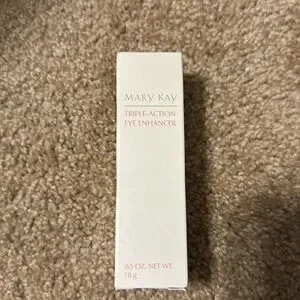 MARY KAY
TRIPLE-ACTION
EYE ENHANCER
.65 OZ. NET WT.
18 g